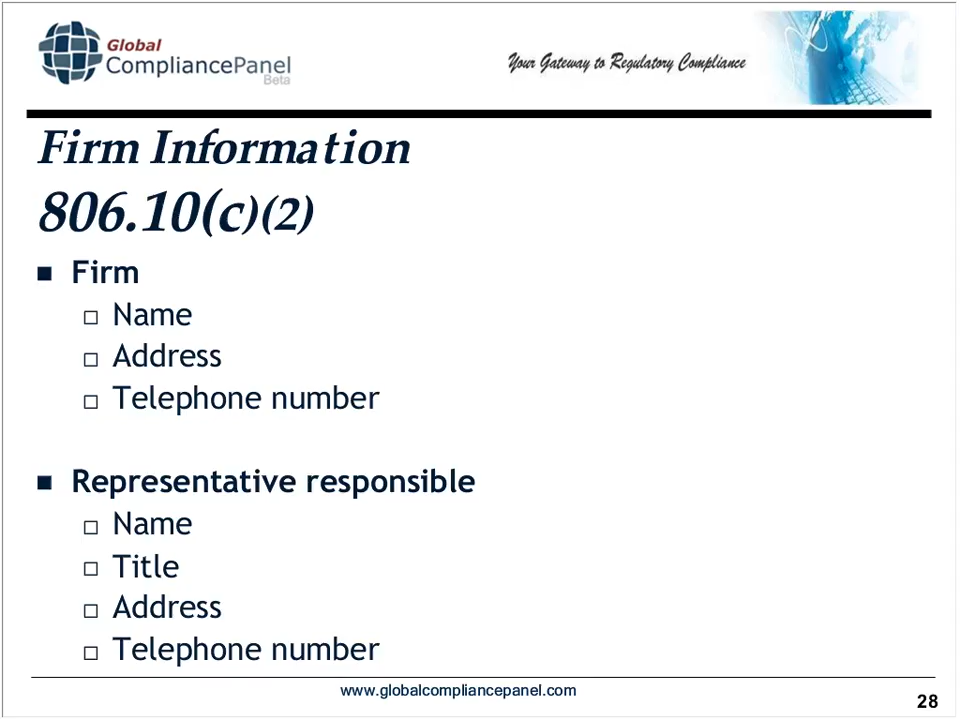 Global
CompliancePanel
Beta
Your Gateway to Regulatory Compliance
Firm Information
806.10(c)(2)
Firm
Name
Address
Telephone number
Representative responsible
Name
Title
Address
Telephone number
www.globalcompliancepanel.com
28